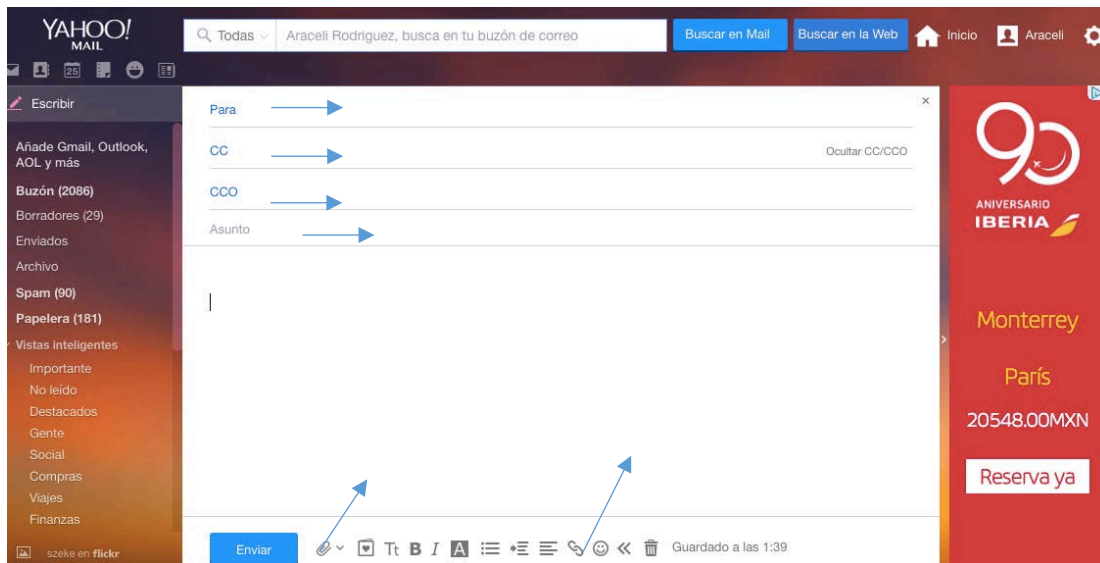 YAHOO!
MAIL
Todas
Araceli Rodriguez, busca en tu buzón de correo
Buscar en Mail
Buscar en la Web
Inicio
Araceli
25
Escribir
Añade Gmail, Outlook,
AOL y más
Buzón (2086)
Borradores (29)
Enviados
Archivo
Spam (90)
Papelera (181)
Vistas inteligentes
Importante
No leído
Destacados
Gente
Social
Compras
Viajes
Finanzas
szeke en flickr
Para
×
CC
Ocultar CC/CCO
CCO
Asunto
Enviar
Tt B I A
Guardado a las 1:39
90
ANIVERSARIO
IBERIA
Monterrey
París
20548.00MXN
Reserva ya